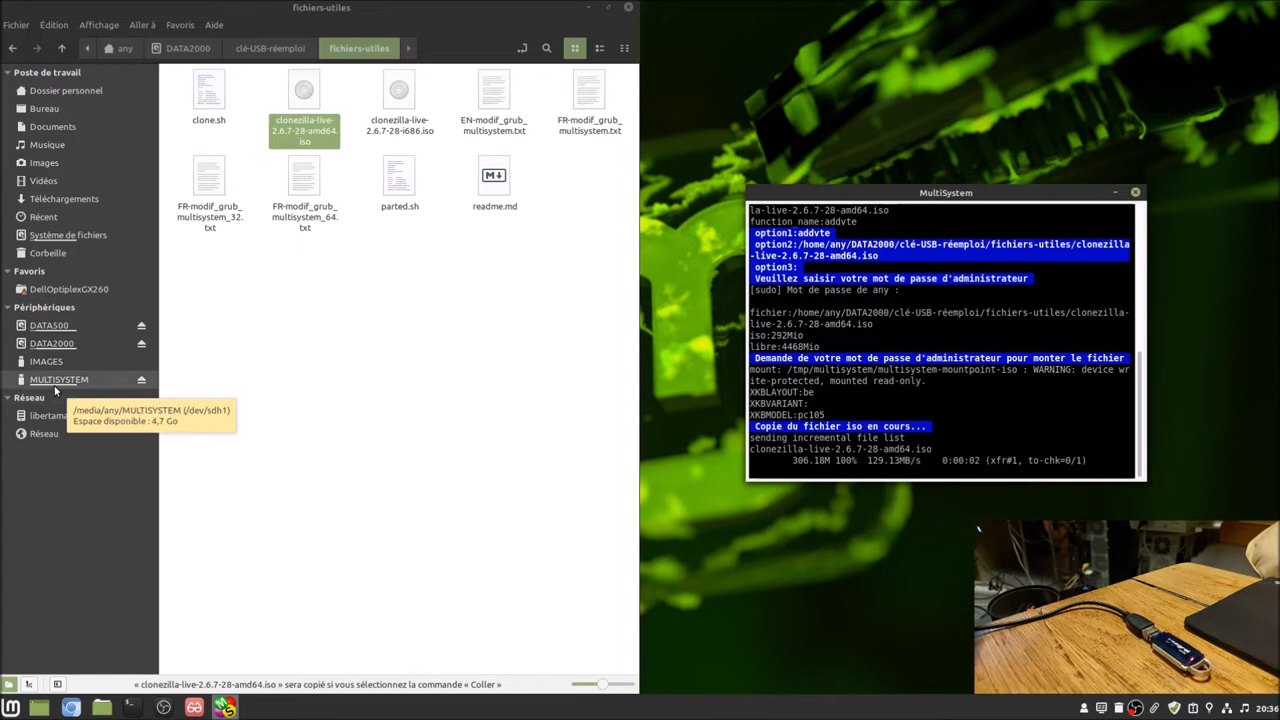 fichiers-utiles
Fichier Édition Affichage Aller à Favoris Aide
any DATA2000 clé-USB-réemploi fichiers-utiles
Poste de travail
Dossier personnel
Bureau
Documents
Musique
Images
Vidéos
Téléchargements
Récent
Système de fichiers
Corbeille
Favoris
DellOptiplexGX260
Périphériques
DATA500
DATA2000
IMAGES
MULTISYSTEM
Réseau
libertama
Réseau
/media/any/MULTISYSTEM (/dev/sdh1)
Espace disponible : 4,7 Go
clone.sh
clonezilla-live-
2.6.7-28-amd64.
iso
clonezilla-live-
2.6.7-28-i686.iso
EN-modif_grub_
multisystem.txt
FR-modif_grub_
multisystem.txt
FR-modif_grub_
multisystem_32.
txt
FR-modif_grub_
multisystem_64.
txt
parted.sh
readme.md
« clonezilla-live-2.6.7-28-amd64.iso » sera copié si vous sélectionnez la commande « Coller »
MultiSystem
la-live-2.6.7-28-amd64.iso
function name:addvte
option1:addvte
option2:/home/any/DATA2000/clé-USB-réemploi/fichiers-utiles/clonezilla
-live-2.6.7-28-amd64.iso
option3:
Veuillez saisir votre mot de passe d'administrateur
[sudo] Mot de passe de any :
fichier:/home/any/DATA2000/clé-USB-réemploi/fichiers-utiles/clonezilla-
live-2.6.7-28-amd64.iso
iso:292Mio
libre:4468Mio
Demande de votre mot de passe d'administrateur pour monter le fichier
mount: /tmp/multisystem/multisystem-mountpoint-iso : WARNING: device wr
ite-protected, mounted read-only.
XKBLAYOUT:be
XKBVARIANT:
XKBMODEL:pc105
Copie du fichier iso en cours...
sending incremental file list
clonezilla-live-2.6.7-28-amd64.iso
306.18M 100% 129.13MB/s 0:00:02 (xfr#1, to-chk=0/1)
20:36